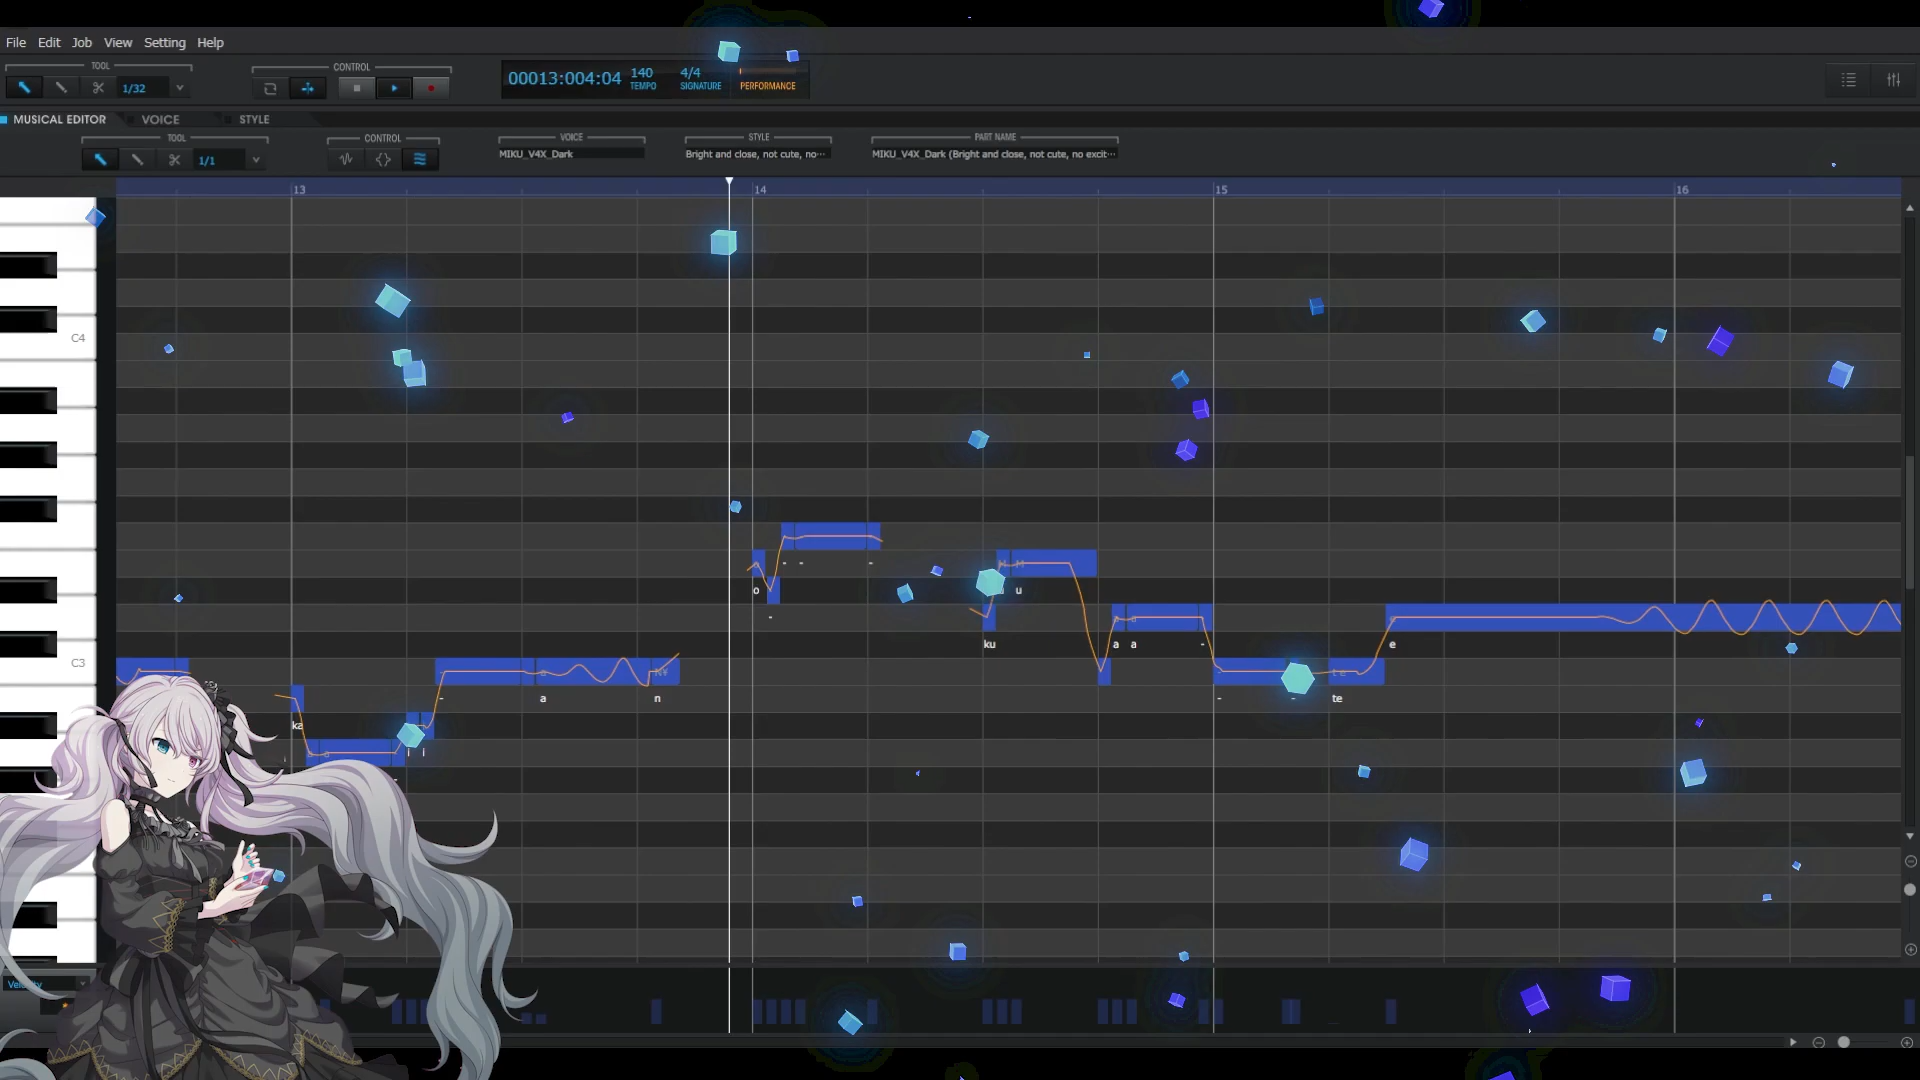 File Edit Job View Setting Help
TOOL CONTROL
1/32 00013:004:04 140 4/4
TEMPO SIGNATURE PERFORMANCE
MUSICAL EDITOR VOICE STYLE
TOOL CONTROL VOICE STYLE PART NAME
1/1 MIKU_V4X_Dark Bright and close, not cute, no··· MIKU_V4X_Dark (Bright and close, not cute, no excit···
13 14 15 16
C4
- - -
o u
-
ku a a - e
C3
- a n - - te
ka
i i
Velocity